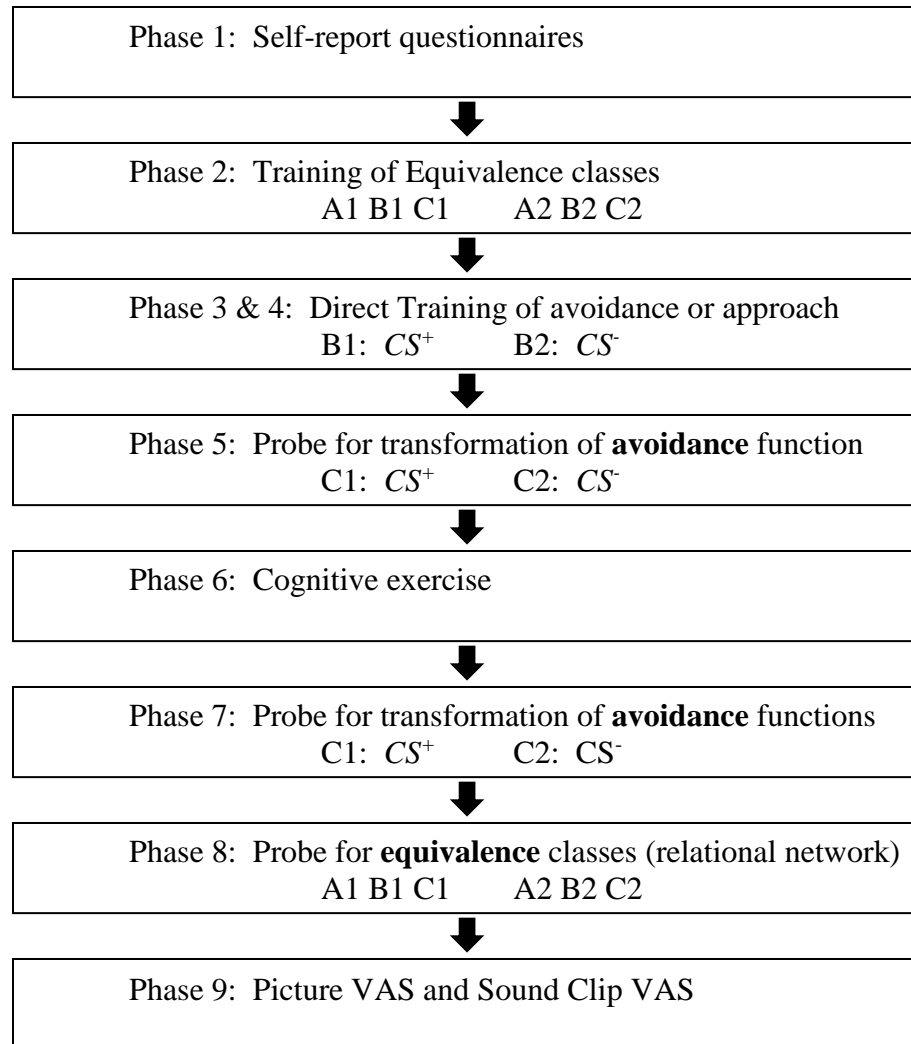 Phase 1:  Self-report questionnaires
Phase 2:  Training of Equivalence classes
A1 B1 C1 A2 B2 C2
Phase 3 & 4:  Direct Training of avoidance or approach
B1:  CS⁺ B2:  CS⁻
Phase 5:  Probe for transformation of avoidance function
C1:  CS⁺ C2:  CS⁻
Phase 6:  Cognitive exercise
Phase 7:  Probe for transformation of avoidance functions
C1:  CS⁺ C2:  CS⁻
Phase 8:  Probe for equivalence classes (relational network)
A1 B1 C1 A2 B2 C2
Phase 9:  Picture VAS and Sound Clip VAS